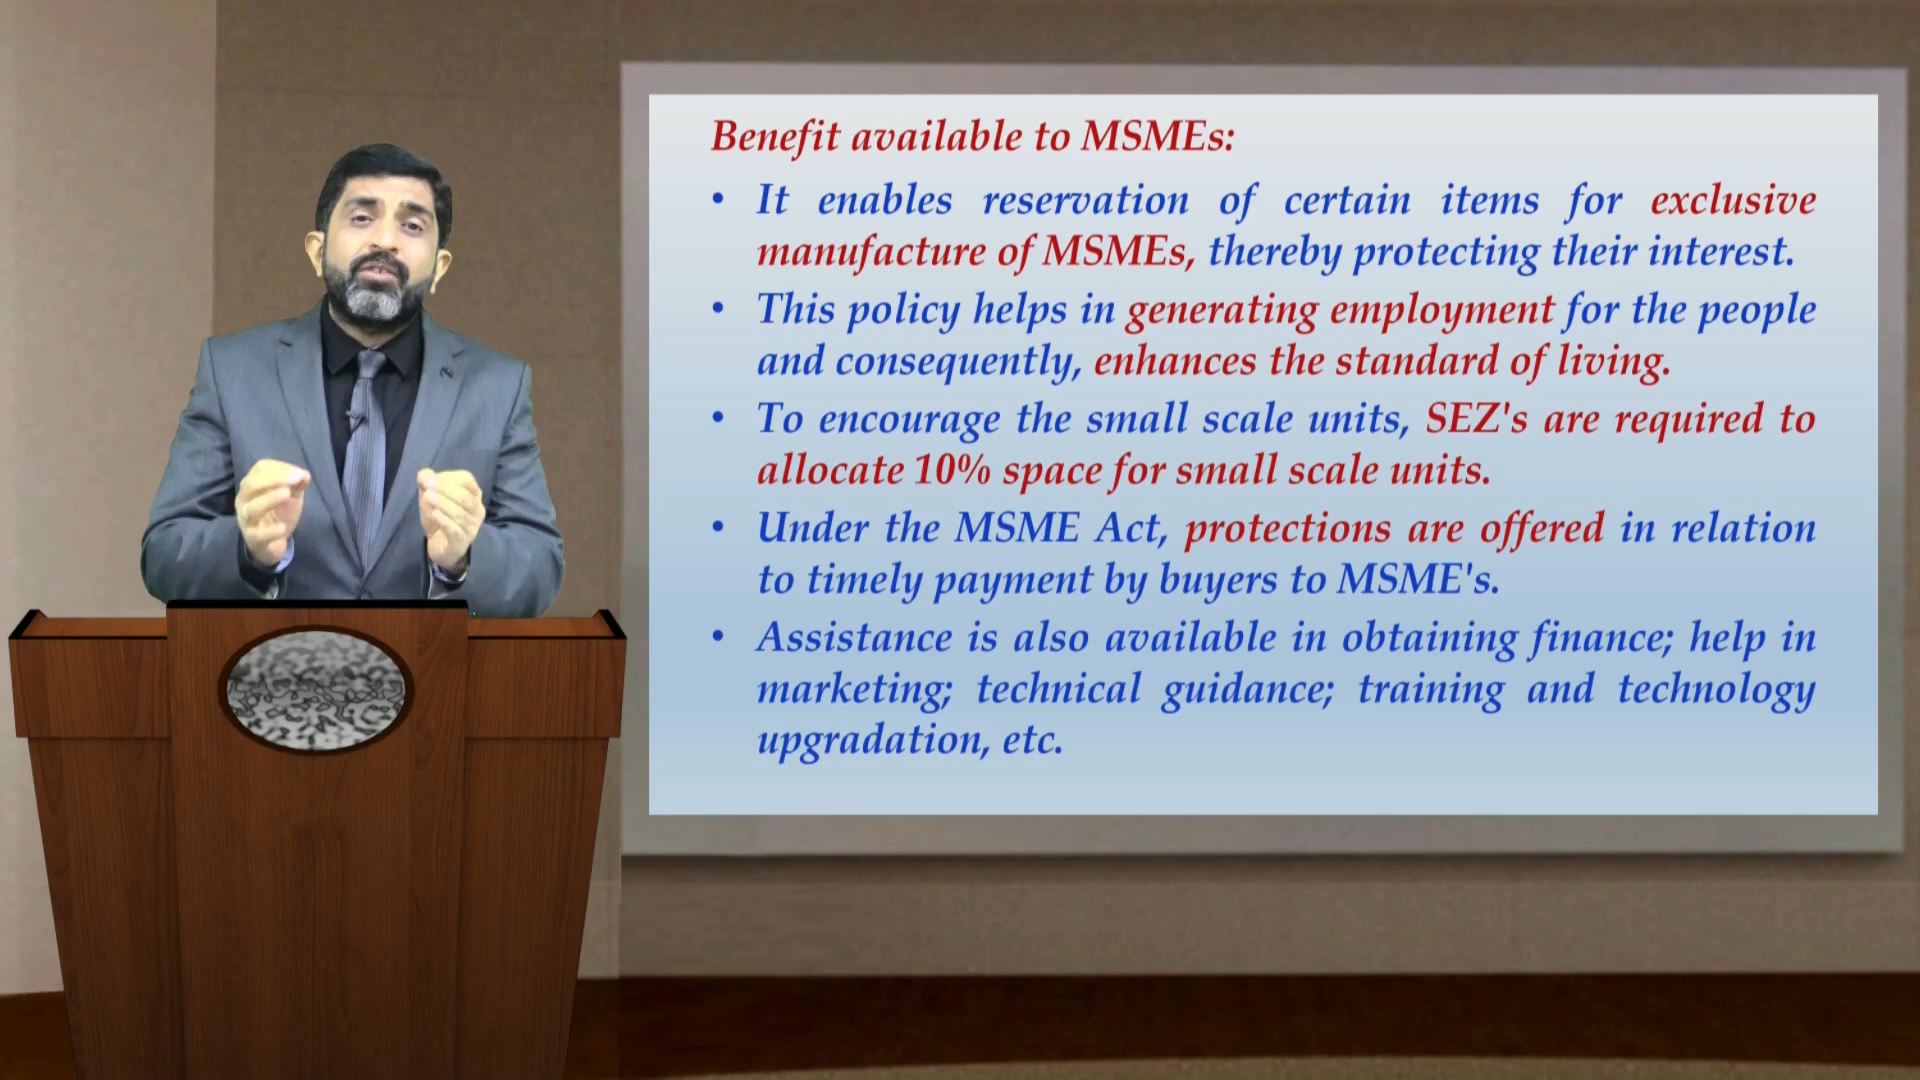 Benefit available to MSMEs:
• It enables reservation of certain items for exclusive
manufacture of MSMEs, thereby protecting their interest.
• This policy helps in generating employment for the people
and consequently, enhances the standard of living.
• To encourage the small scale units, SEZ's are required to
allocate 10% space for small scale units.
• Under the MSME Act, protections are offered in relation
to timely payment by buyers to MSME's.
• Assistance is also available in obtaining finance; help in
marketing; technical guidance; training and technology
upgradation, etc.